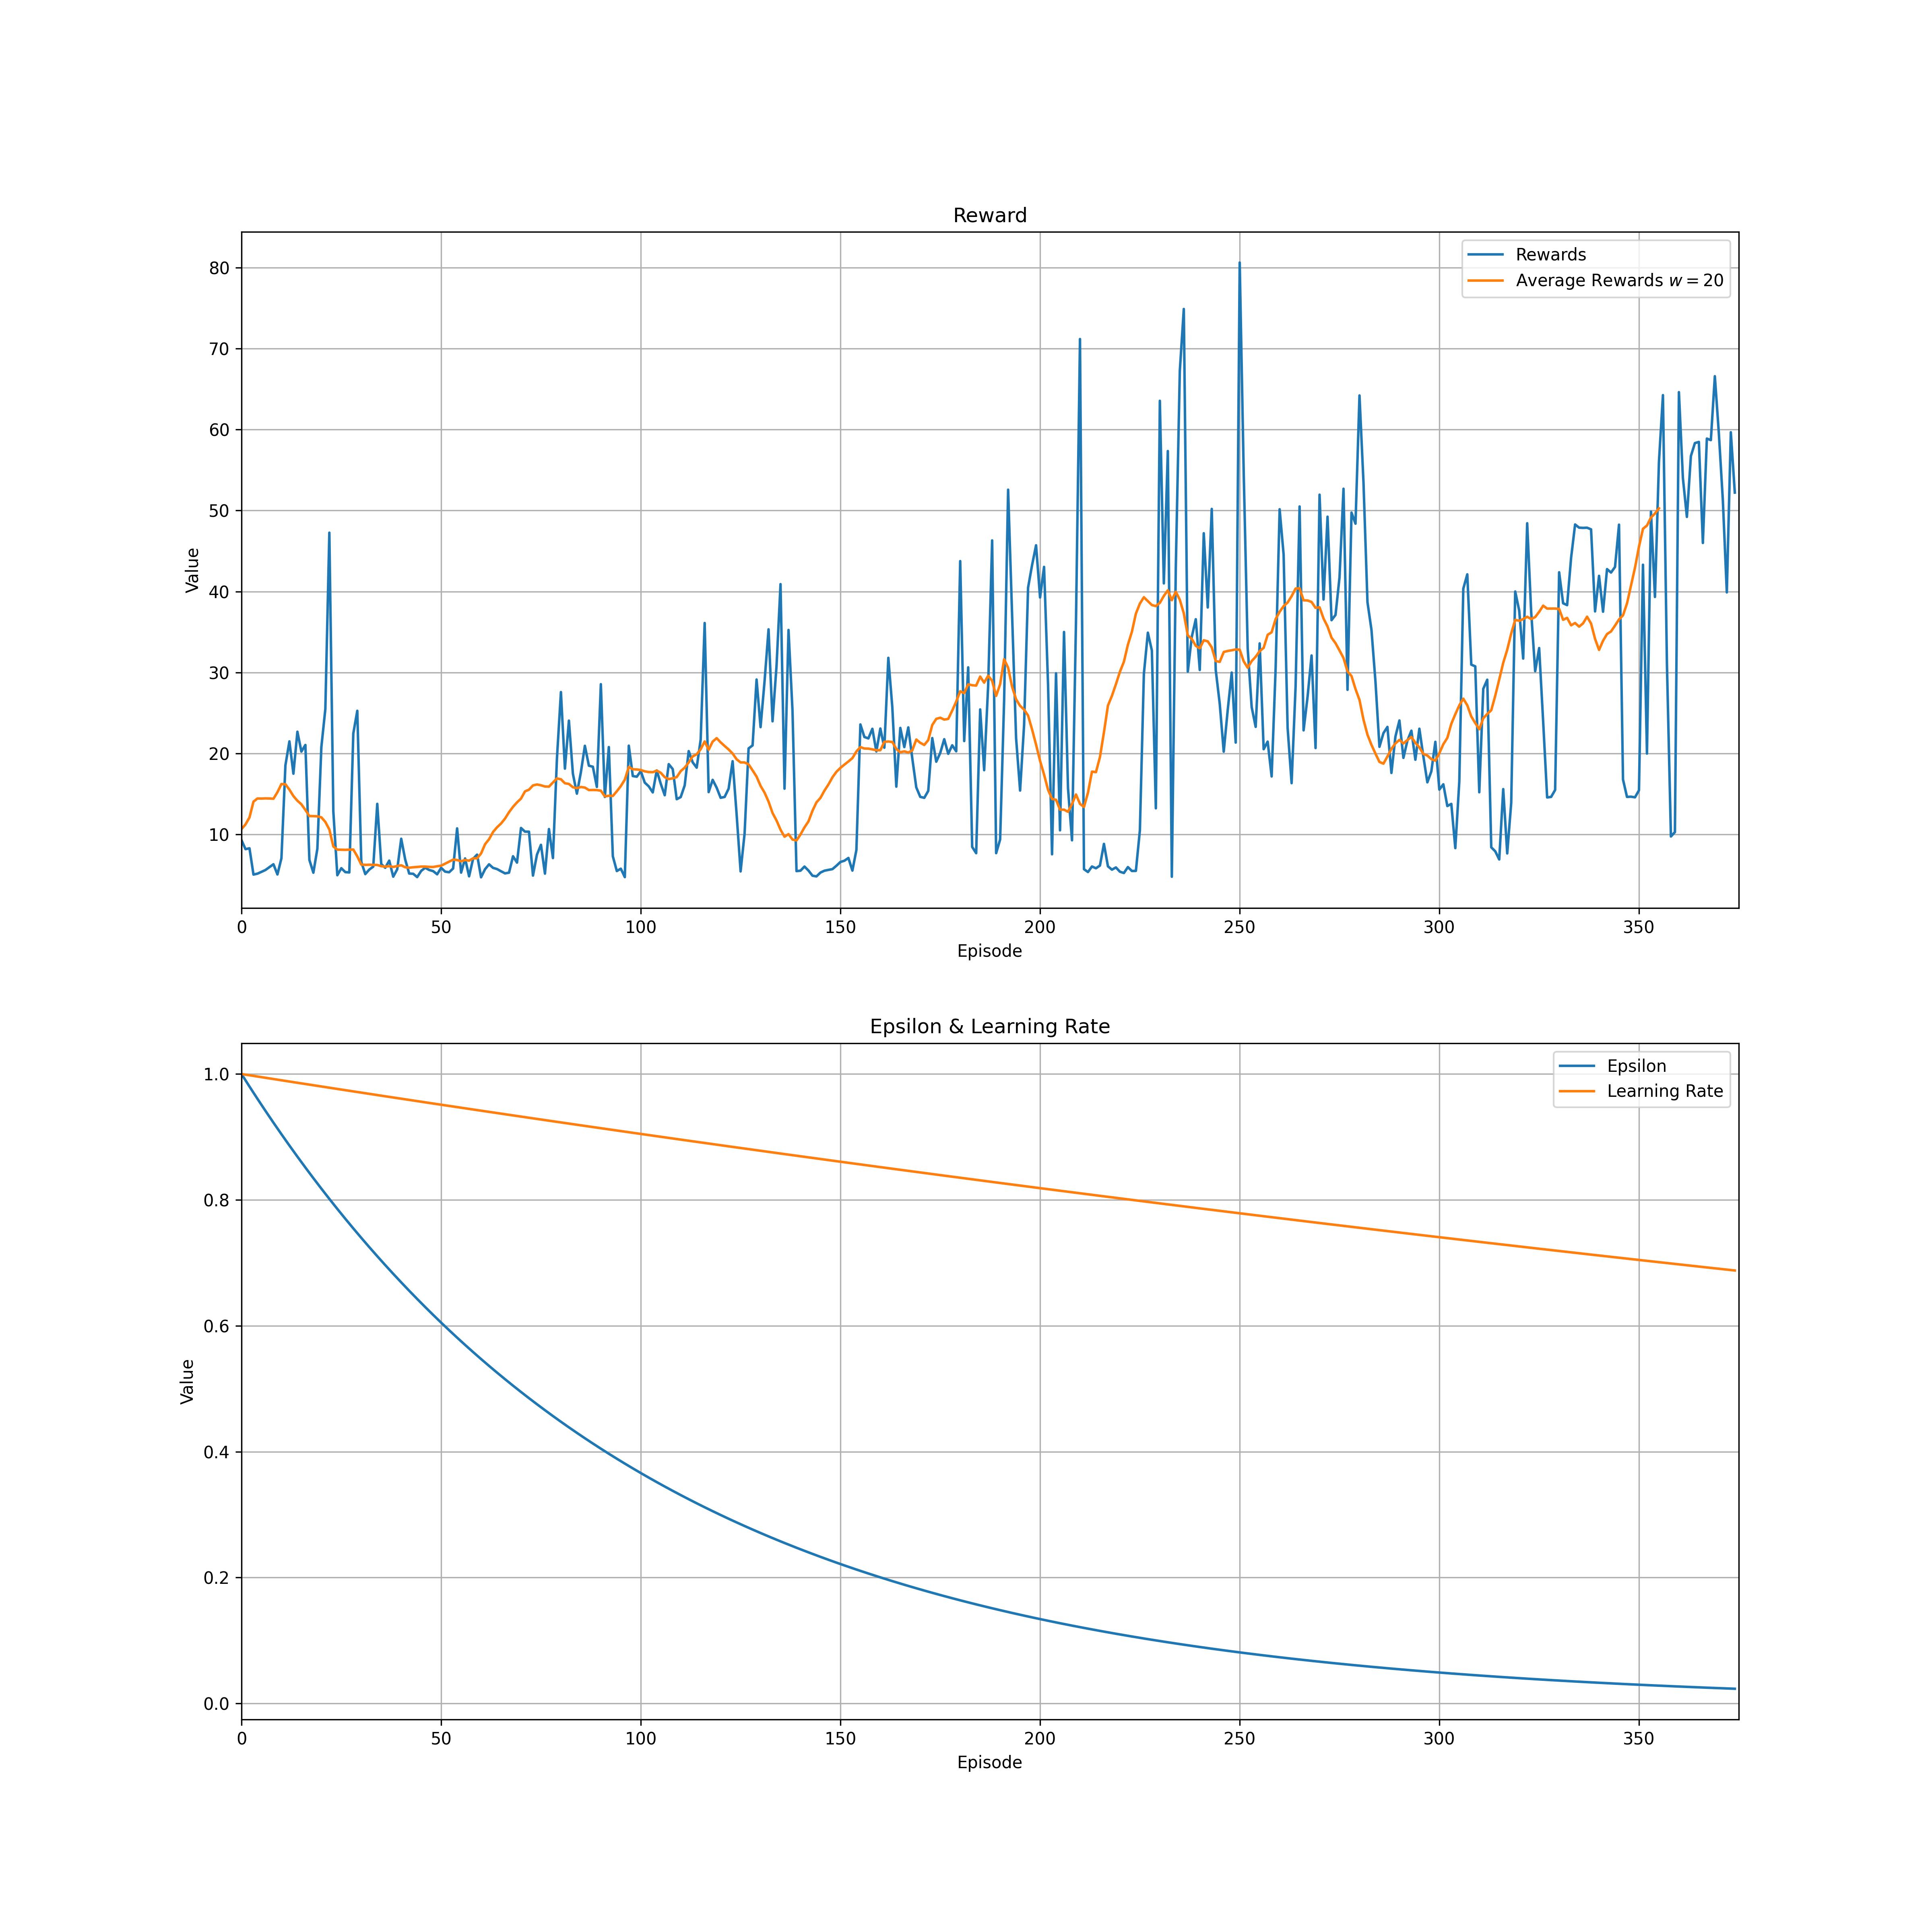 Reward
Rewards
Average Rewards w = 20
80
70
60
50
40
30
20
10
Value
0 50 100 150 200 250 300 350
Episode
Epsilon & Learning Rate
Epsilon
Learning Rate
1.0
0.8
0.6
0.4
0.2
0.0
Value
0 50 100 150 200 250 300 350
Episode